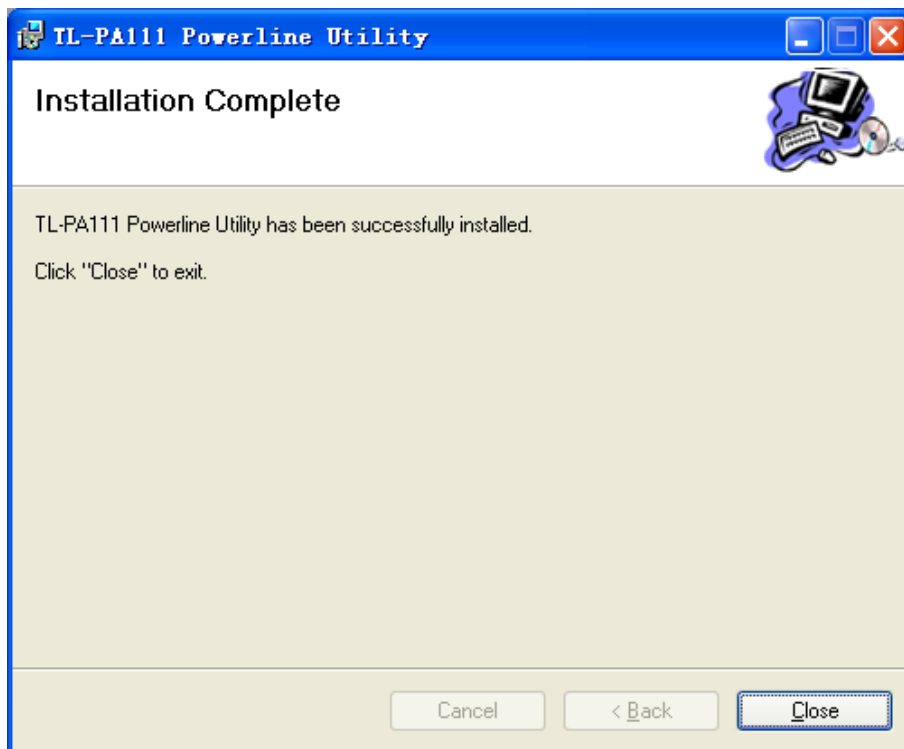 TL-PA111 Powerline Utility
Installation Complete
TL-PA111 Powerline Utility has been successfully installed.
Click "Close" to exit.
Cancel
< Back
Close